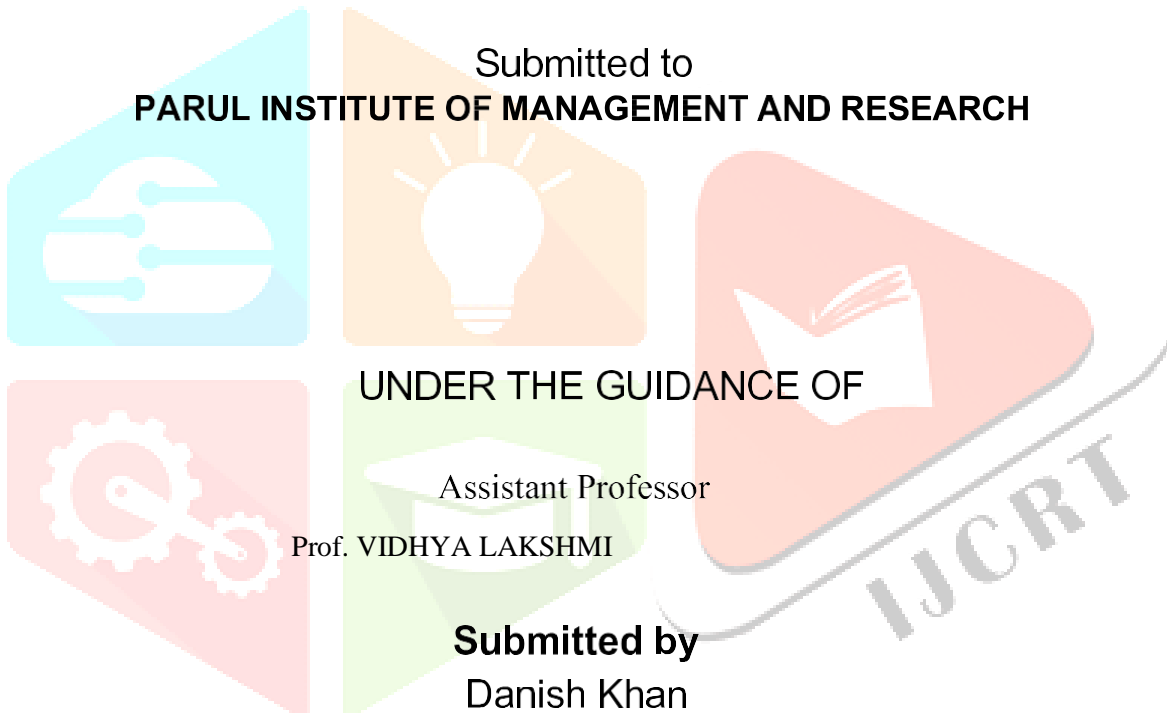 Submitted to
PARUL INSTITUTE OF MANAGEMENT AND RESEARCH
UNDER THE GUIDANCE OF
Assistant Professor
Prof. VIDHYA LAKSHMI
IJCRT
Submitted by
Danish Khan